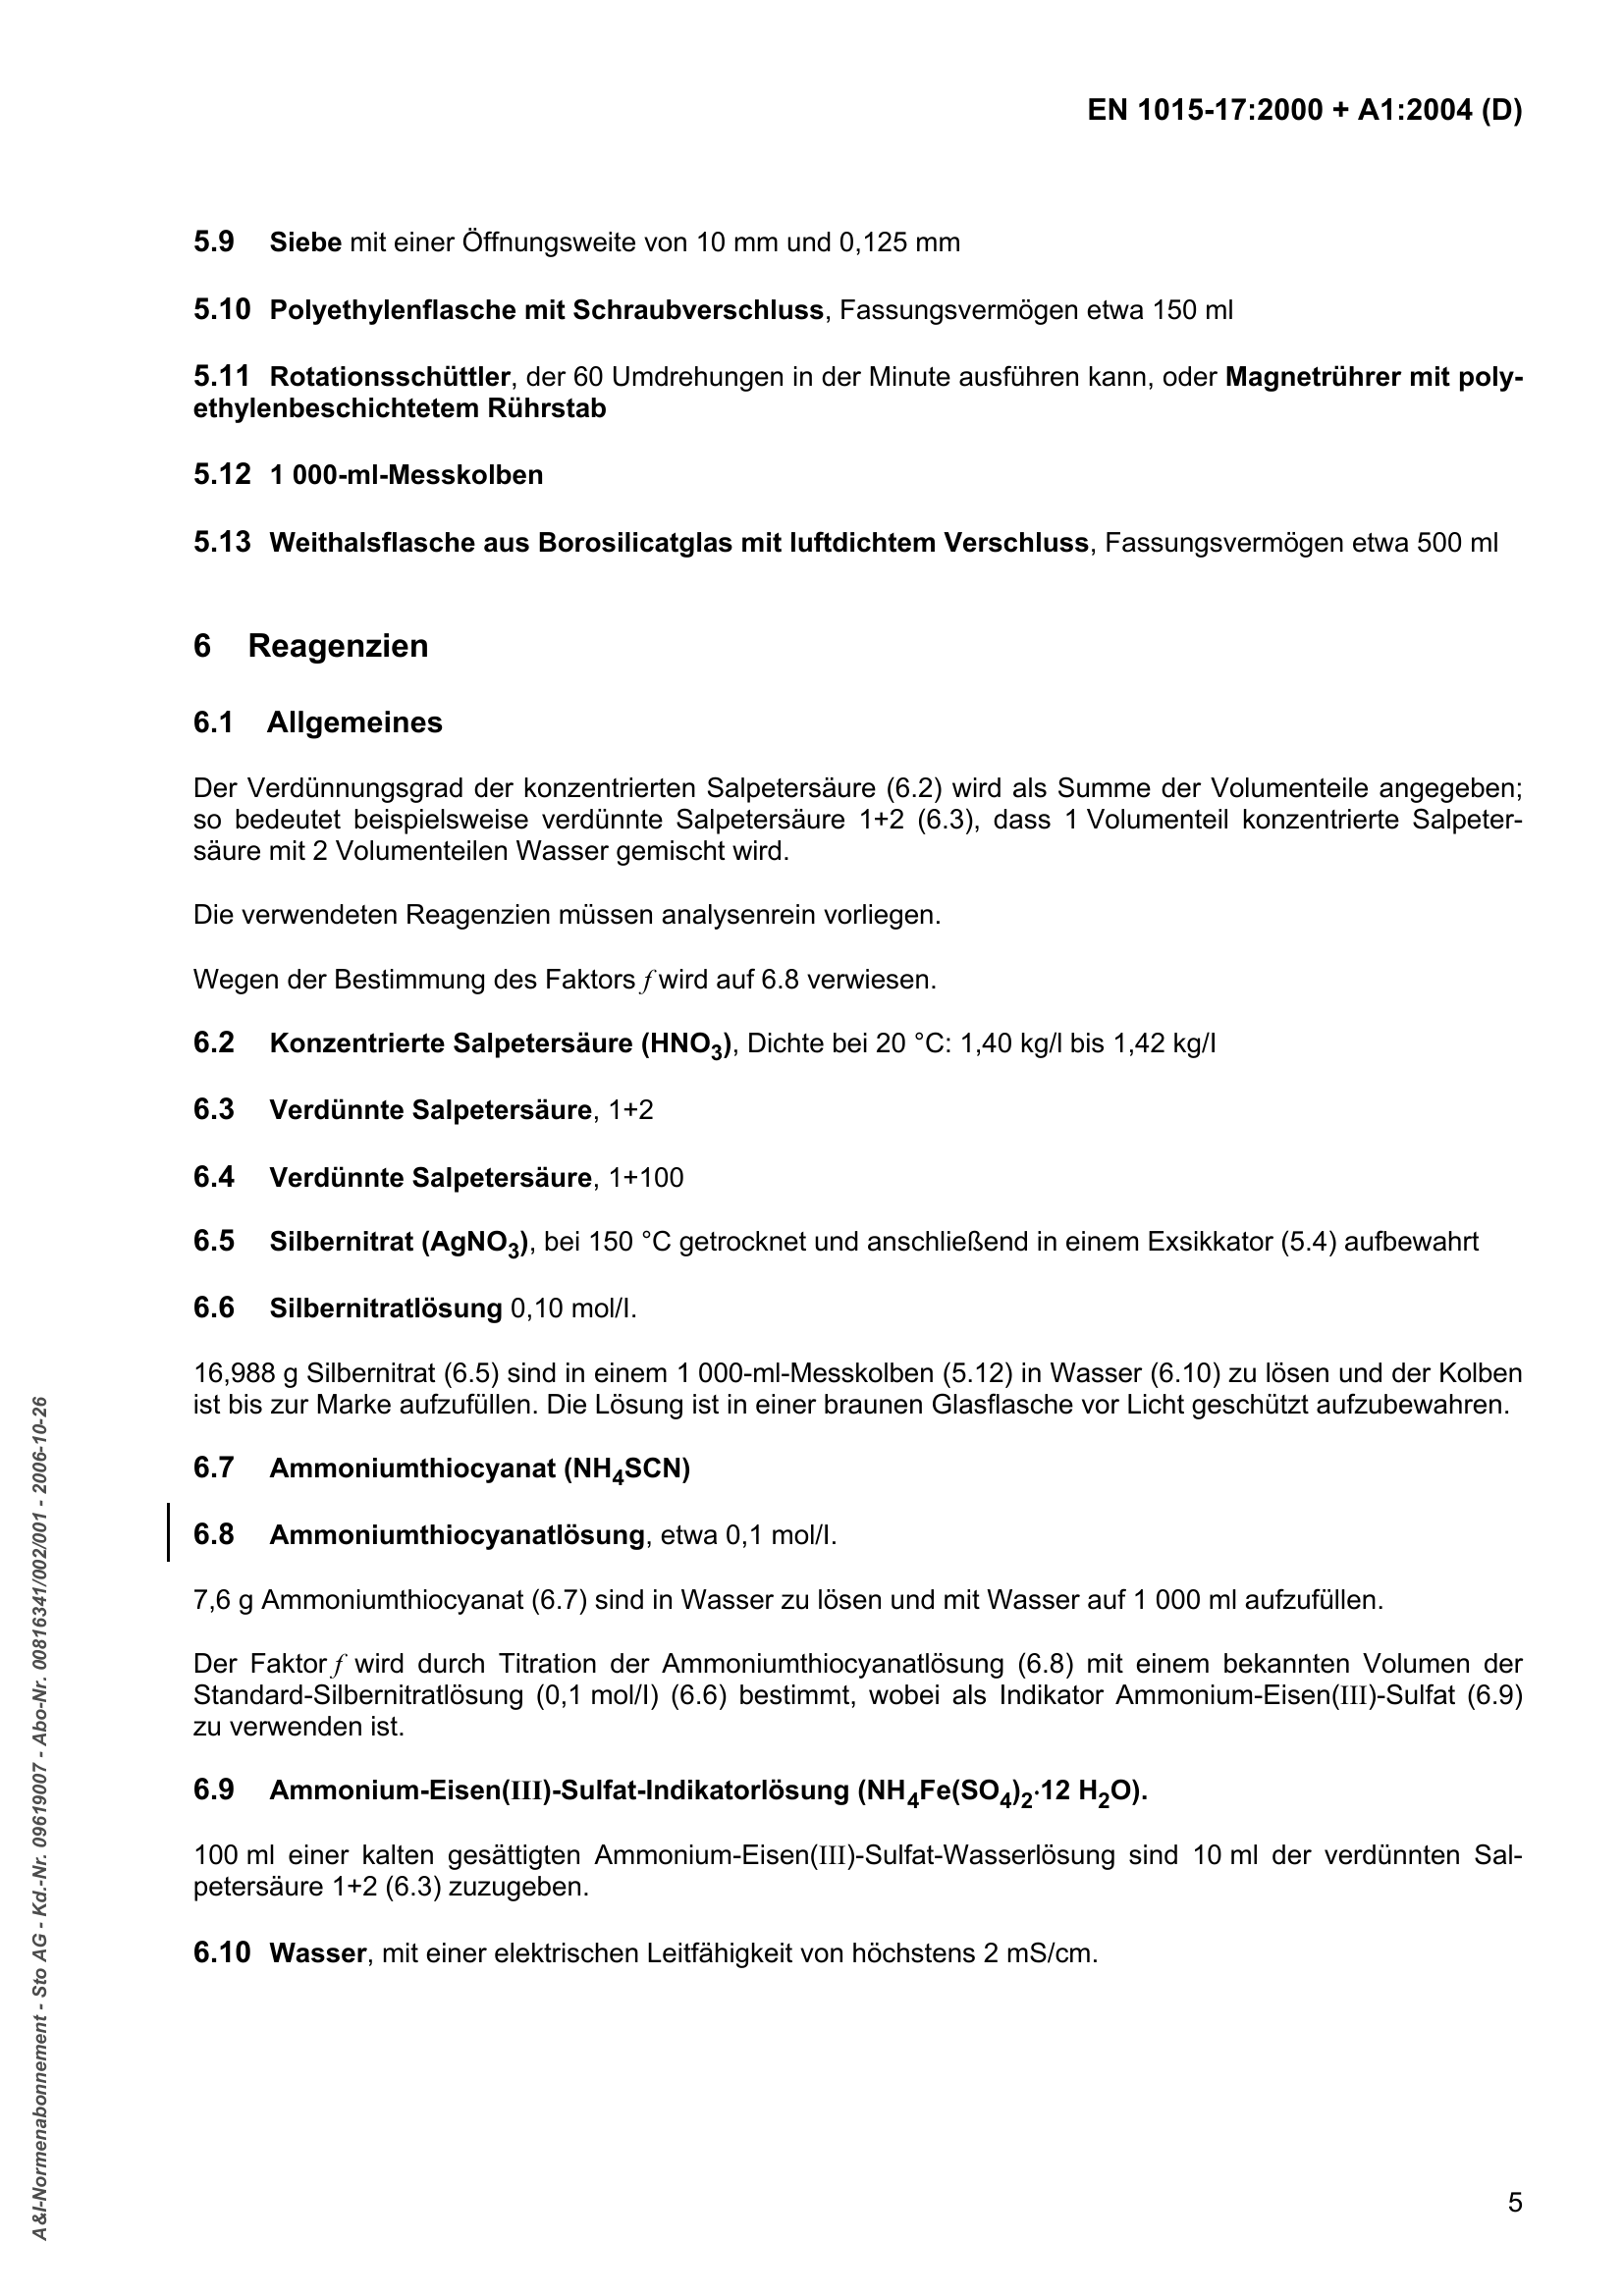 EN 1015-17:2000 + A1:2004 (D)
5.9 Siebe mit einer Öffnungsweite von 10 mm und 0,125 mm
5.10 Polyethylenflasche mit Schraubverschluss, Fassungsvermögen etwa 150 ml
5.11 Rotationsschüttler, der 60 Umdrehungen in der Minute ausführen kann, oder Magnetrührer mit poly-
ethylenbeschichtetem Rührstab
5.12 1 000-ml-Messkolben
5.13 Weithalsflasche aus Borosilicatglas mit luftdichtem Verschluss, Fassungsvermögen etwa 500 ml
6 Reagenzien
6.1 Allgemeines
Der Verdünnungsgrad der konzentrierten Salpetersäure (6.2) wird als Summe der Volumenteile angegeben;
so bedeutet beispielsweise verdünnte Salpetersäure 1+2 (6.3), dass 1 Volumenteil konzentrierte Salpeter-
säure mit 2 Volumenteilen Wasser gemischt wird.
Die verwendeten Reagenzien müssen analysenrein vorliegen.
Wegen der Bestimmung des Faktors f wird auf 6.8 verwiesen.
6.2 Konzentrierte Salpetersäure (HNO3), Dichte bei 20 °C: 1,40 kg/l bis 1,42 kg/l
6.3 Verdünnte Salpetersäure, 1+2
6.4 Verdünnte Salpetersäure, 1+100
6.5 Silbernitrat (AgNO3), bei 150 °C getrocknet und anschließend in einem Exsikkator (5.4) aufbewahrt
6.6 Silbernitratlösung 0,10 mol/l.
16,988 g Silbernitrat (6.5) sind in einem 1 000-ml-Messkolben (5.12) in Wasser (6.10) zu lösen und der Kolben
ist bis zur Marke aufzufüllen. Die Lösung ist in einer braunen Glasflasche vor Licht geschützt aufzubewahren.
6.7 Ammoniumthiocyanat (NH4SCN)
6.8 Ammoniumthiocyanatlösung, etwa 0,1 mol/l.
7,6 g Ammoniumthiocyanat (6.7) sind in Wasser zu lösen und mit Wasser auf 1 000 ml aufzufüllen.
Der Faktor f wird durch Titration der Ammoniumthiocyanatlösung (6.8) mit einem bekannten Volumen der
Standard-Silbernitratlösung (0,1 mol/l) (6.6) bestimmt, wobei als Indikator Ammonium-Eisen(III)-Sulfat (6.9)
zu verwenden ist.
6.9 Ammonium-Eisen(III)-Sulfat-Indikatorlösung (NH4Fe(SO4)2·12 H2O).
100 ml einer kalten gesättigten Ammonium-Eisen(III)-Sulfat-Wasserlösung sind 10 ml der verdünnten Sal-
petersäure 1+2 (6.3) zuzugeben.
6.10 Wasser, mit einer elektrischen Leitfähigkeit von höchstens 2 mS/cm.
A&I-Normenabonnement - Sto AG - Kd.-Nr. 09619007 - Abo-Nr. 00816341/002/001 - 2006-10-26
5